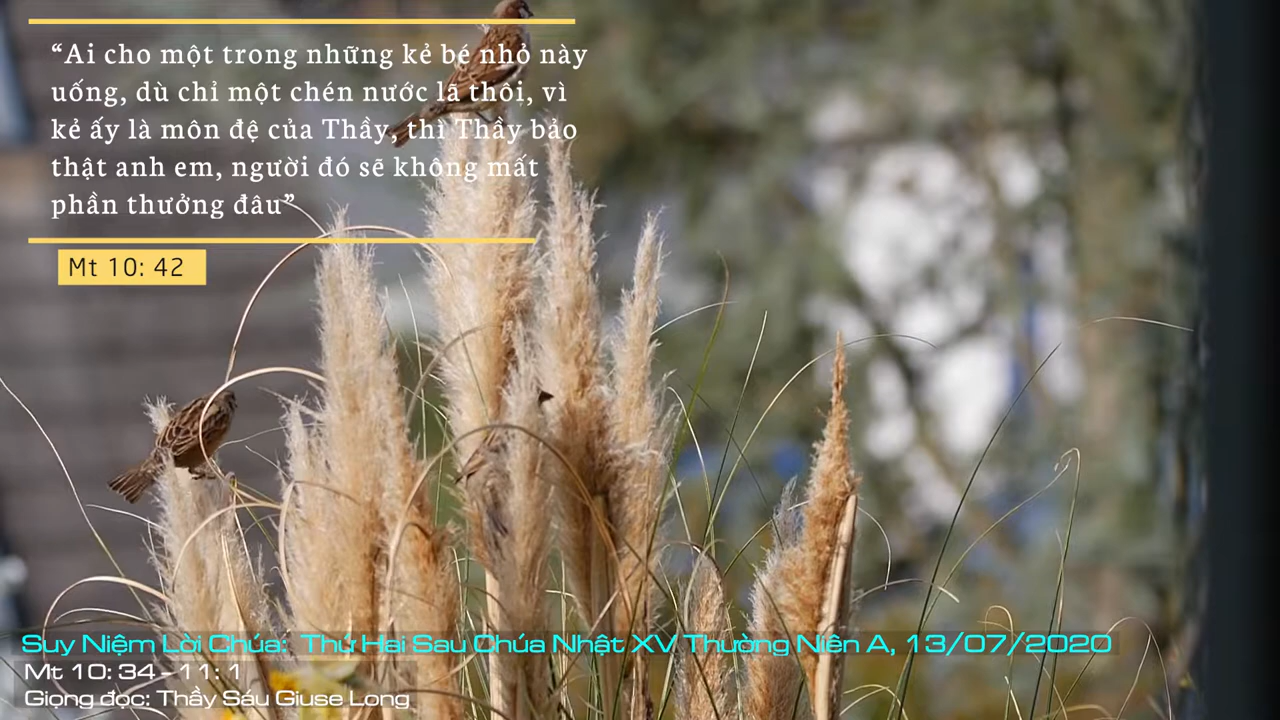 “Ai cho một trong những kẻ bé nhỏ này
uống, dù chỉ một chén nước lã thôi, vì
kẻ ấy là môn đệ của Thầy, thì Thầy bảo
thật anh em, người đó sẽ không mất
phần thưởng đâu”
Mt 10: 42
Suy Niệm Lời Chúa: Thứ Hai Sau Chúa Nhật XV Thường Niên A, 13/07/2020
Mt 10: 34 - 11: 1
Giọng đọc: Thầy Sáu Giuse Long